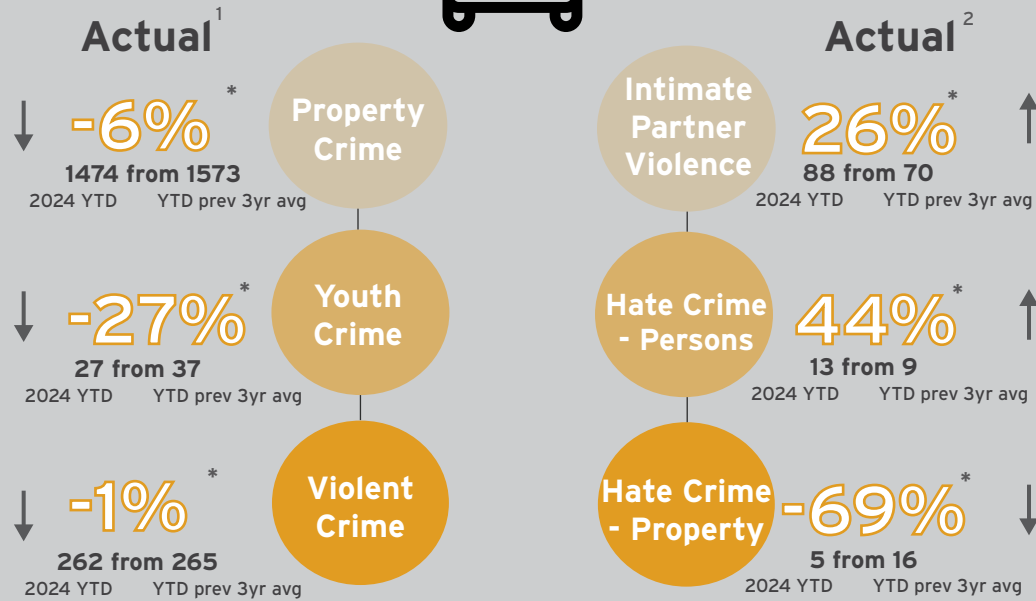 Actual 1
-6% *
1474 from 1573
2024 YTD YTD prev 3yr avg
Property
Crime
-27% *
27 from 37
2024 YTD YTD prev 3yr avg
Youth
Crime
-1% *
262 from 265
2024 YTD YTD prev 3yr avg
Violent
Crime
Actual 2
Intimate
Partner
Violence
26% *
88 from 70
2024 YTD YTD prev 3yr avg
Hate Crime
- Persons
44% *
13 from 9
2024 YTD YTD prev 3yr avg
Hate Crime
- Property
-69% *
5 from 16
2024 YTD YTD prev 3yr avg